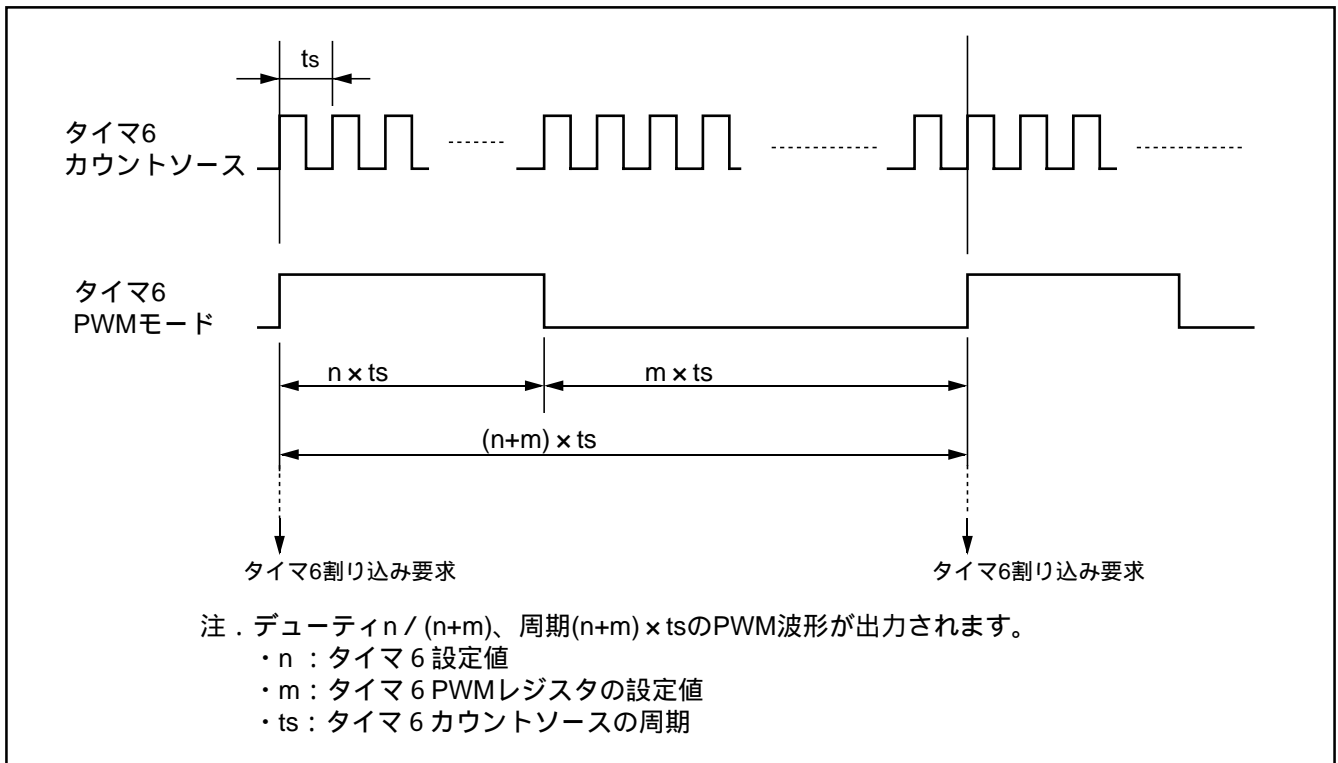 ts
タイマ6
カウントソース
タイマ6
PWMモード
n×ts
m×ts
(n+m)×ts
タイマ6割り込み要求
タイマ6割り込み要求
注．デューティn／(n+m)、周期(n+m)×tsのPWM波形が出力されます。
・n ：タイマ６設定値
・m：タイマ６PWMレジスタの設定値
・ts：タイマ６カウントソースの周期